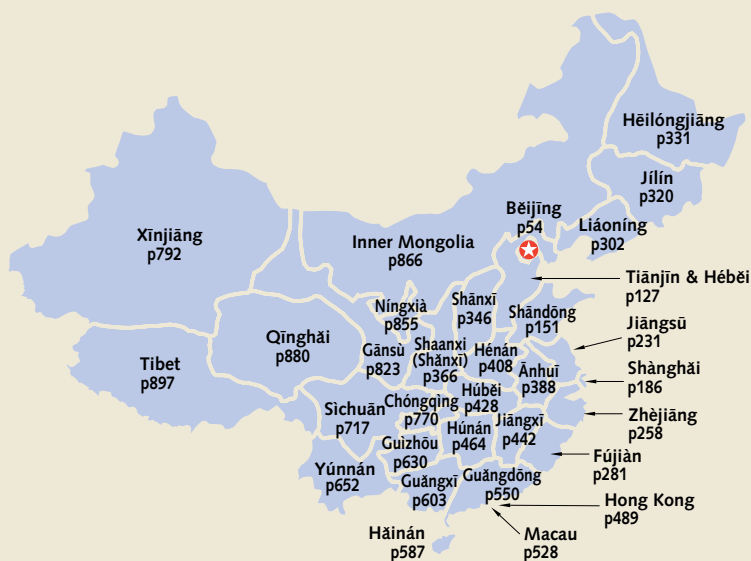 Hēilóngjiāng
p331
Jílín
p320
Běijīng
p54
Liáoníng
p302
Xīnjiāng
p792
Inner Mongolia
p866
Tiānjīn & Héběi
p127
Níngxià
p855
Shānxī
p346
Shāndōng
p151
Jiāngsū
p231
Qīnghǎi
p880
Gānsù
p823
Shaanxi
(Shǎnxī)
p366
Hénán
p408
Ānhuī
p388
Tibet
p897
Shànghǎi
p186
Chóngqìng
p770
Húběi
p428
Sìchuān
p717
Zhèjiāng
p258
Húnán
p464
Jiāngxī
p442
Guìzhōu
p630
Fújiàn
p281
Yúnnán
p652
Guǎngxī
p603
Guǎngdōng
p550
Hong Kong
p489
Hǎinán
p587
Macau
p528